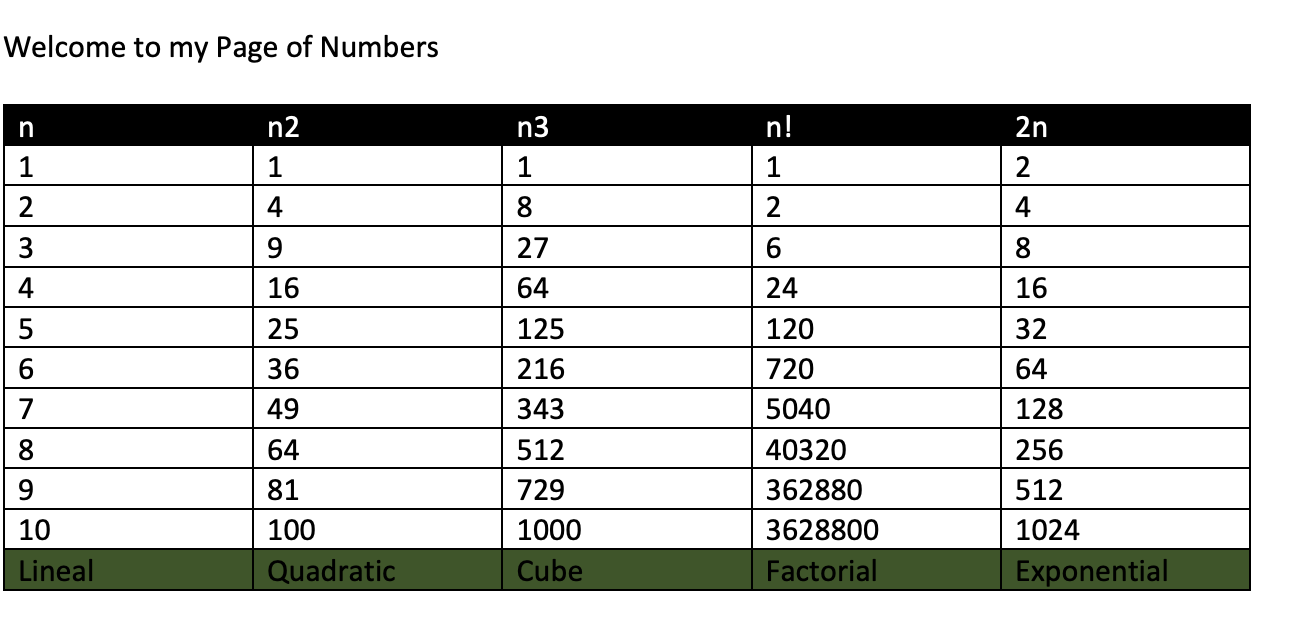 Welcome to my Page of Numbers
n n2 n3 n! 2n
1 1 1 1 2
2 4 8 2 4
3 9 27 6 8
4 16 64 24 16
5 25 125 120 32
6 36 216 720 64
7 49 343 5040 128
8 64 512 40320 256
9 81 729 362880 512
10 100 1000 3628800 1024
Lineal Quadratic Cube Factorial Exponential